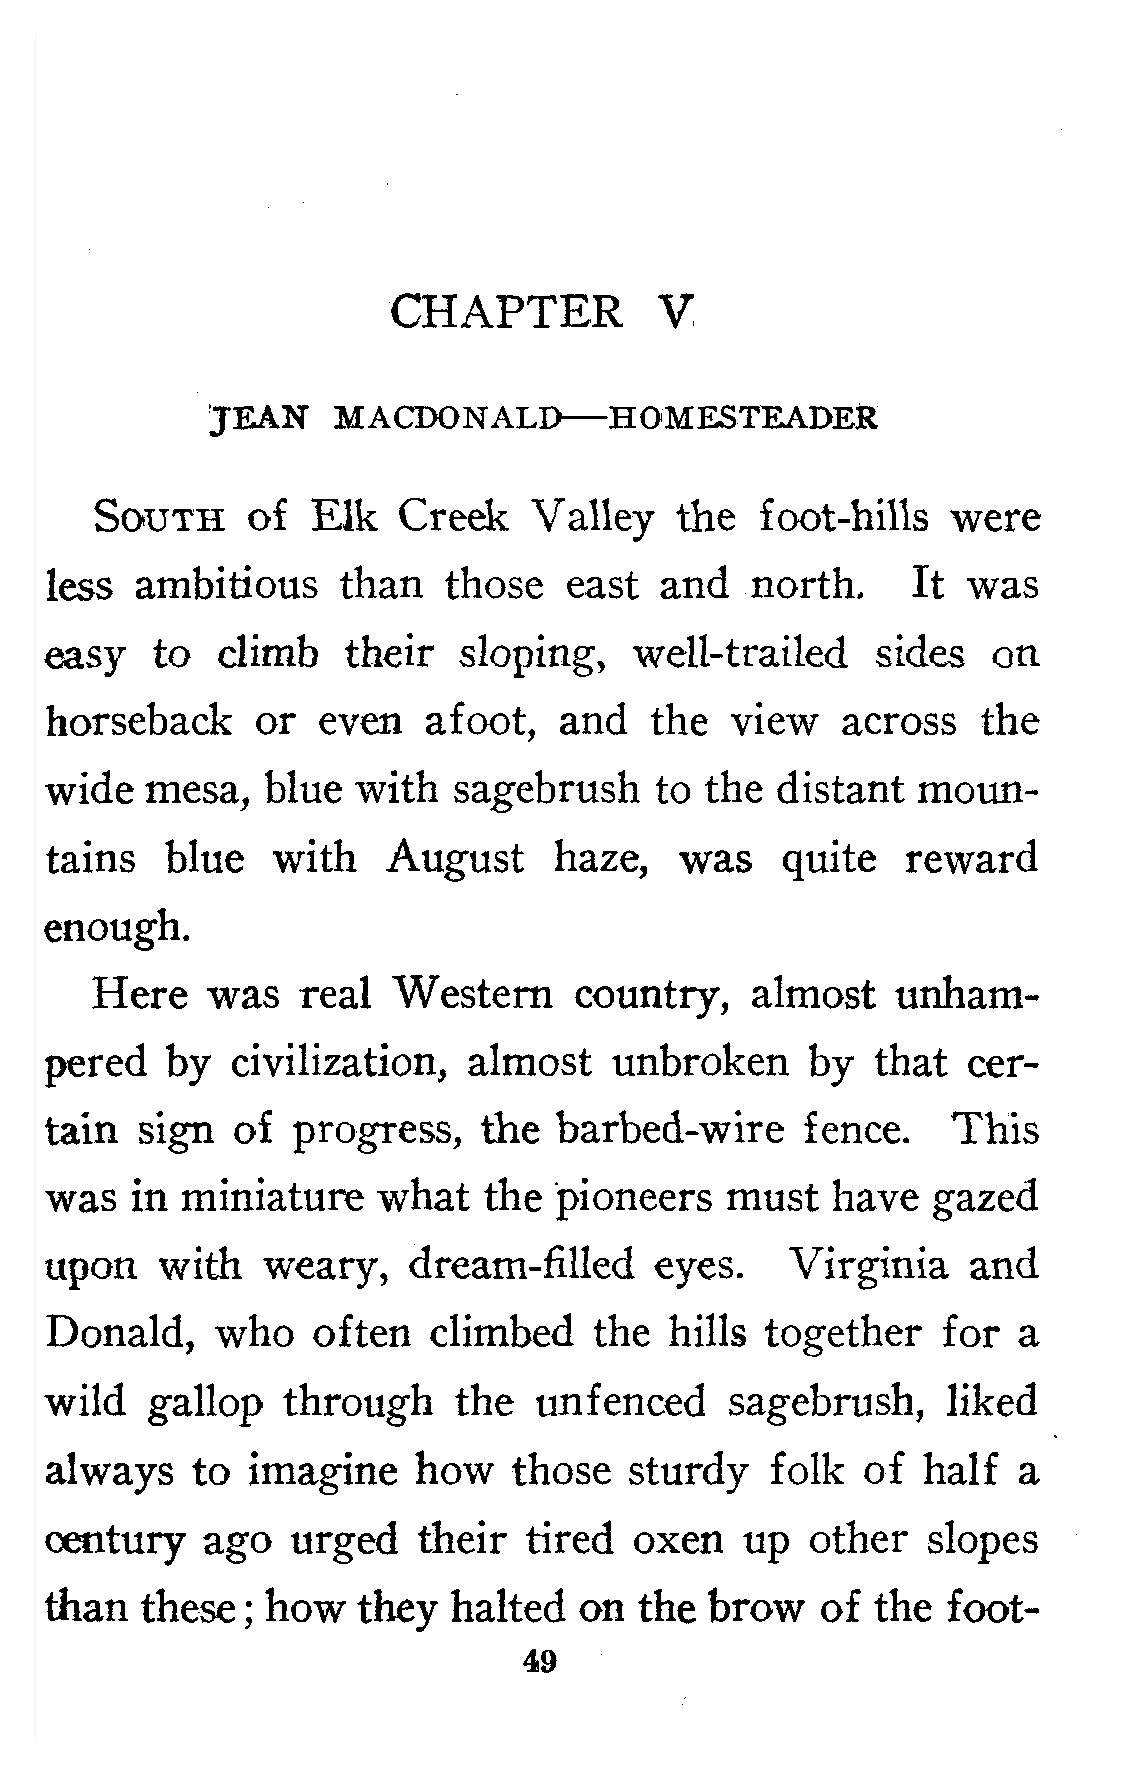 CHAPTER V
JEAN MACDONALD—HOMESTEADER
SOUTH of Elk Creek Valley the foot-hills were
less ambitious than those east and north. It was
easy to climb their sloping, well-trailed sides on
horseback or even afoot, and the view across the
wide mesa, blue with sagebrush to the distant moun-
tains blue with August haze, was quite reward
enough.
Here was real Western country, almost unham-
pered by civilization, almost unbroken by that cer-
tain sign of progress, the barbed-wire fence. This
was in miniature what the pioneers must have gazed
upon with weary, dream-filled eyes. Virginia and
Donald, who often climbed the hills together for a
wild gallop through the unfenced sagebrush, liked
always to imagine how those sturdy folk of half a
century ago urged their tired oxen up other slopes
than these; how they halted on the brow of the foot-
49